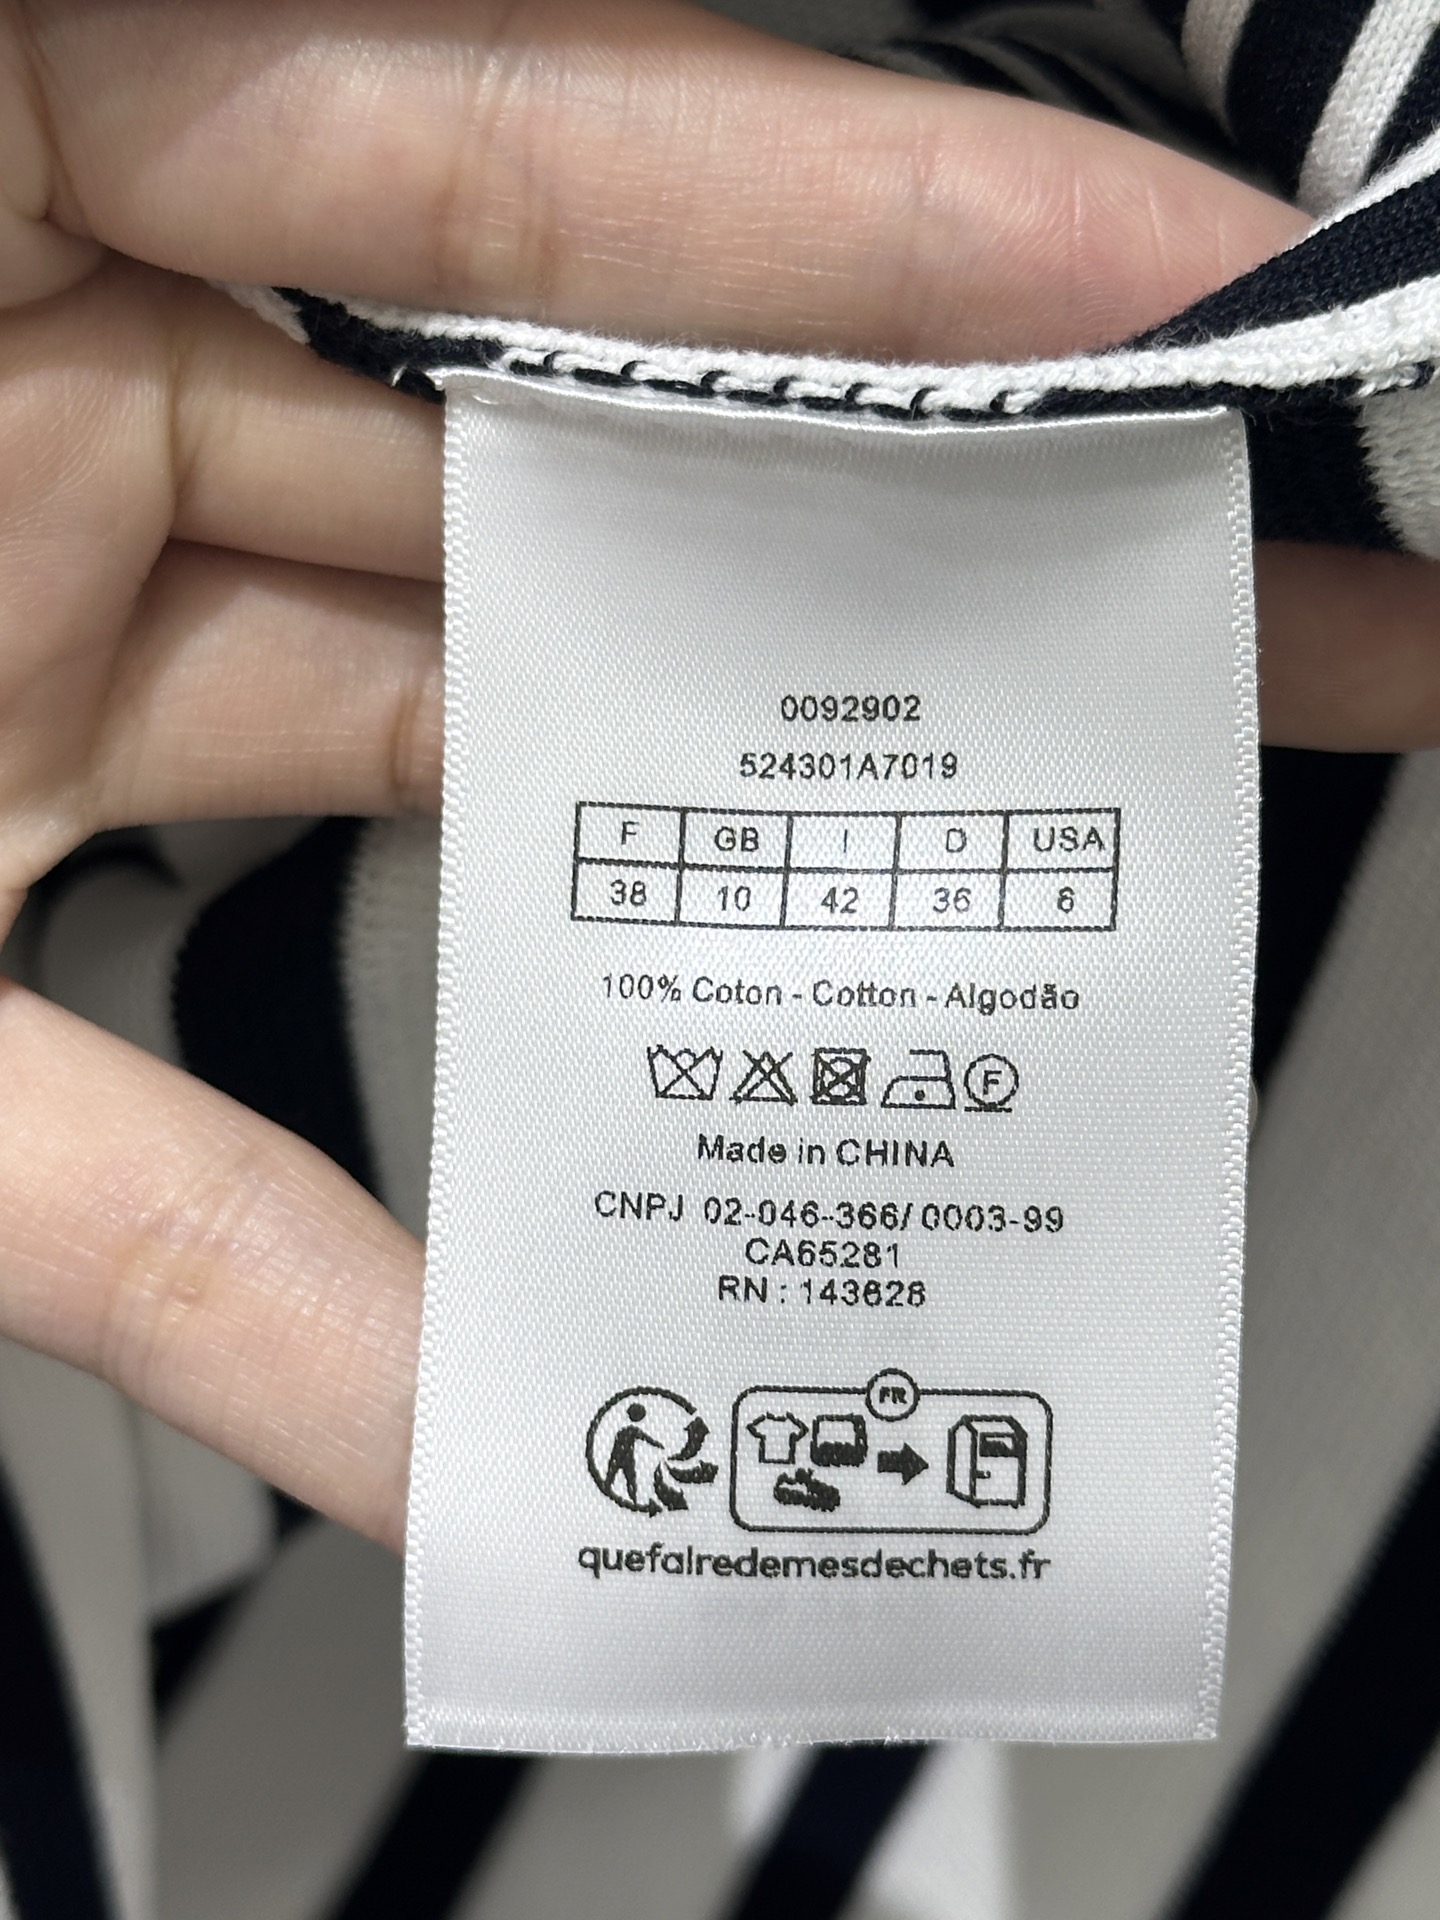 0092902
524301A7019
F GB I D USA
38 10 42 36 6
100% Coton - Cotton - Algodão
F
Made in CHINA
CNPJ 02-046-366/ 0003-99
CA65281
RN : 143628
FR
quefairedemesdechets.fr